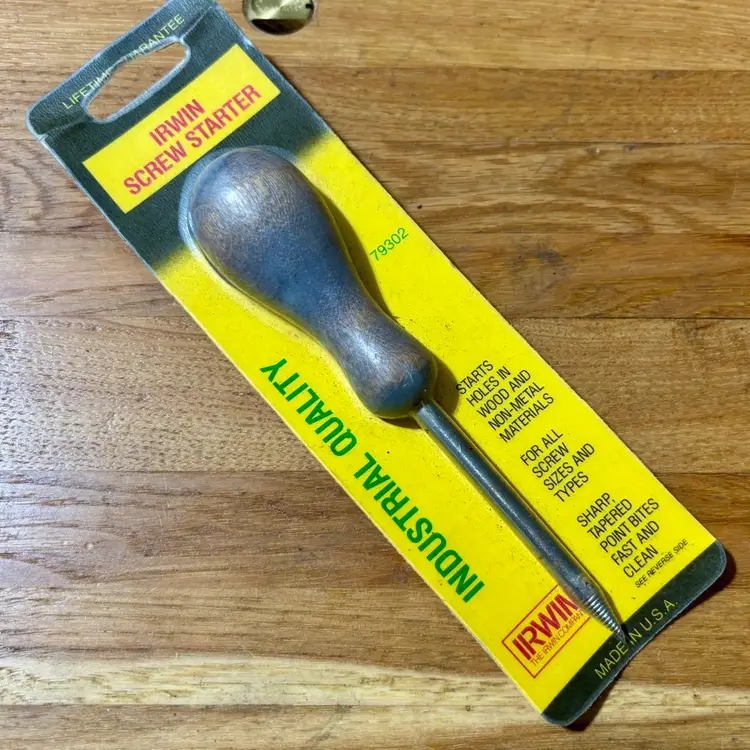 LIFETIME GUARANTEE
IRWIN
SCREW STARTER
79302
INDUSTRIAL QUALITY
STARTS
HOLES IN
WOOD AND
NON-METAL
MATERIALS
FOR ALL
SCREW
SIZES AND
TYPES
SHARP,
TAPERED
POINT BITES
FAST AND
CLEAN
SEE REVERSE SIDE
IRWIN
THE IRWIN COMPANY
MADE IN U.S.A.